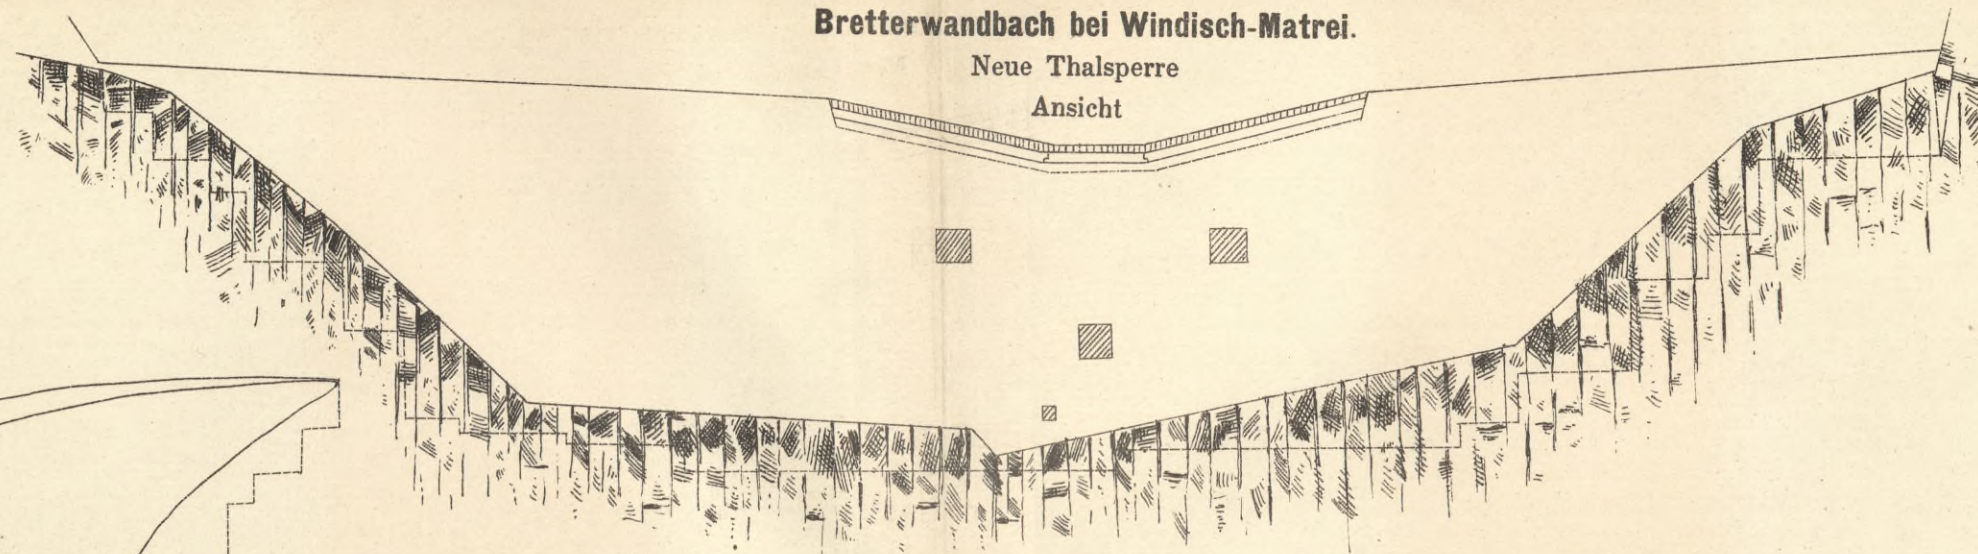 Bretterwandbach bei Windisch-Matrei.
Neue Thalsperre
Ansicht